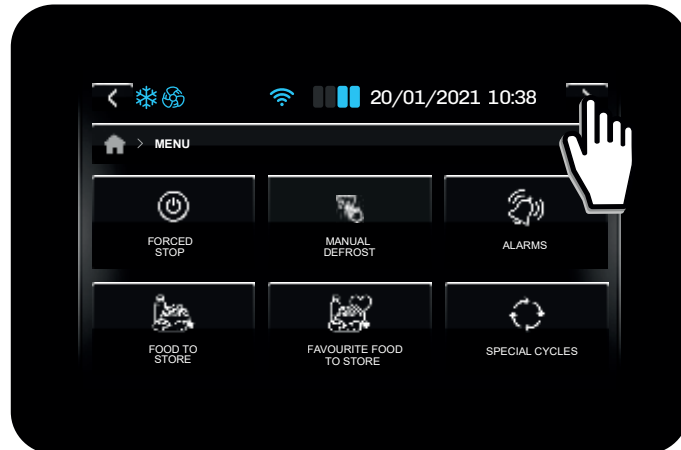 20/01/2021 10:38
> MENU
FORCED
STOP
MANUAL
DEFROST
ALARMS
FOOD TO
STORE
FAVOURITE FOOD
TO STORE
SPECIAL CYCLES